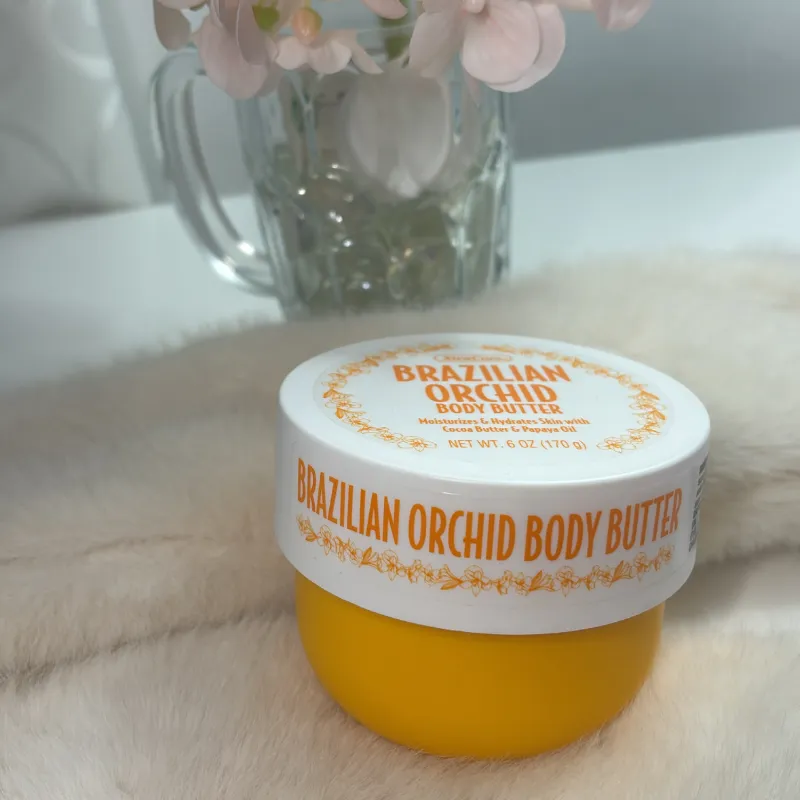 BRAZILIAN
ORCHID
BODY BUTTER
Moisturizes & Hydrates Skin with
Cocoa Butter & Papaya Oil
NET WT. 6 OZ (170 g)
BRAZILIAN ORCHID BODY BUTTER